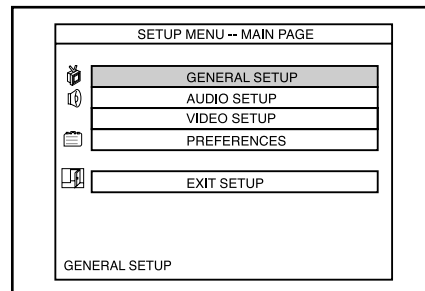 SETUP MENU -- MAIN PAGE
GENERAL SETUP
AUDIO SETUP
VIDEO SETUP
PREFERENCES
EXIT SETUP
GENERAL SETUP